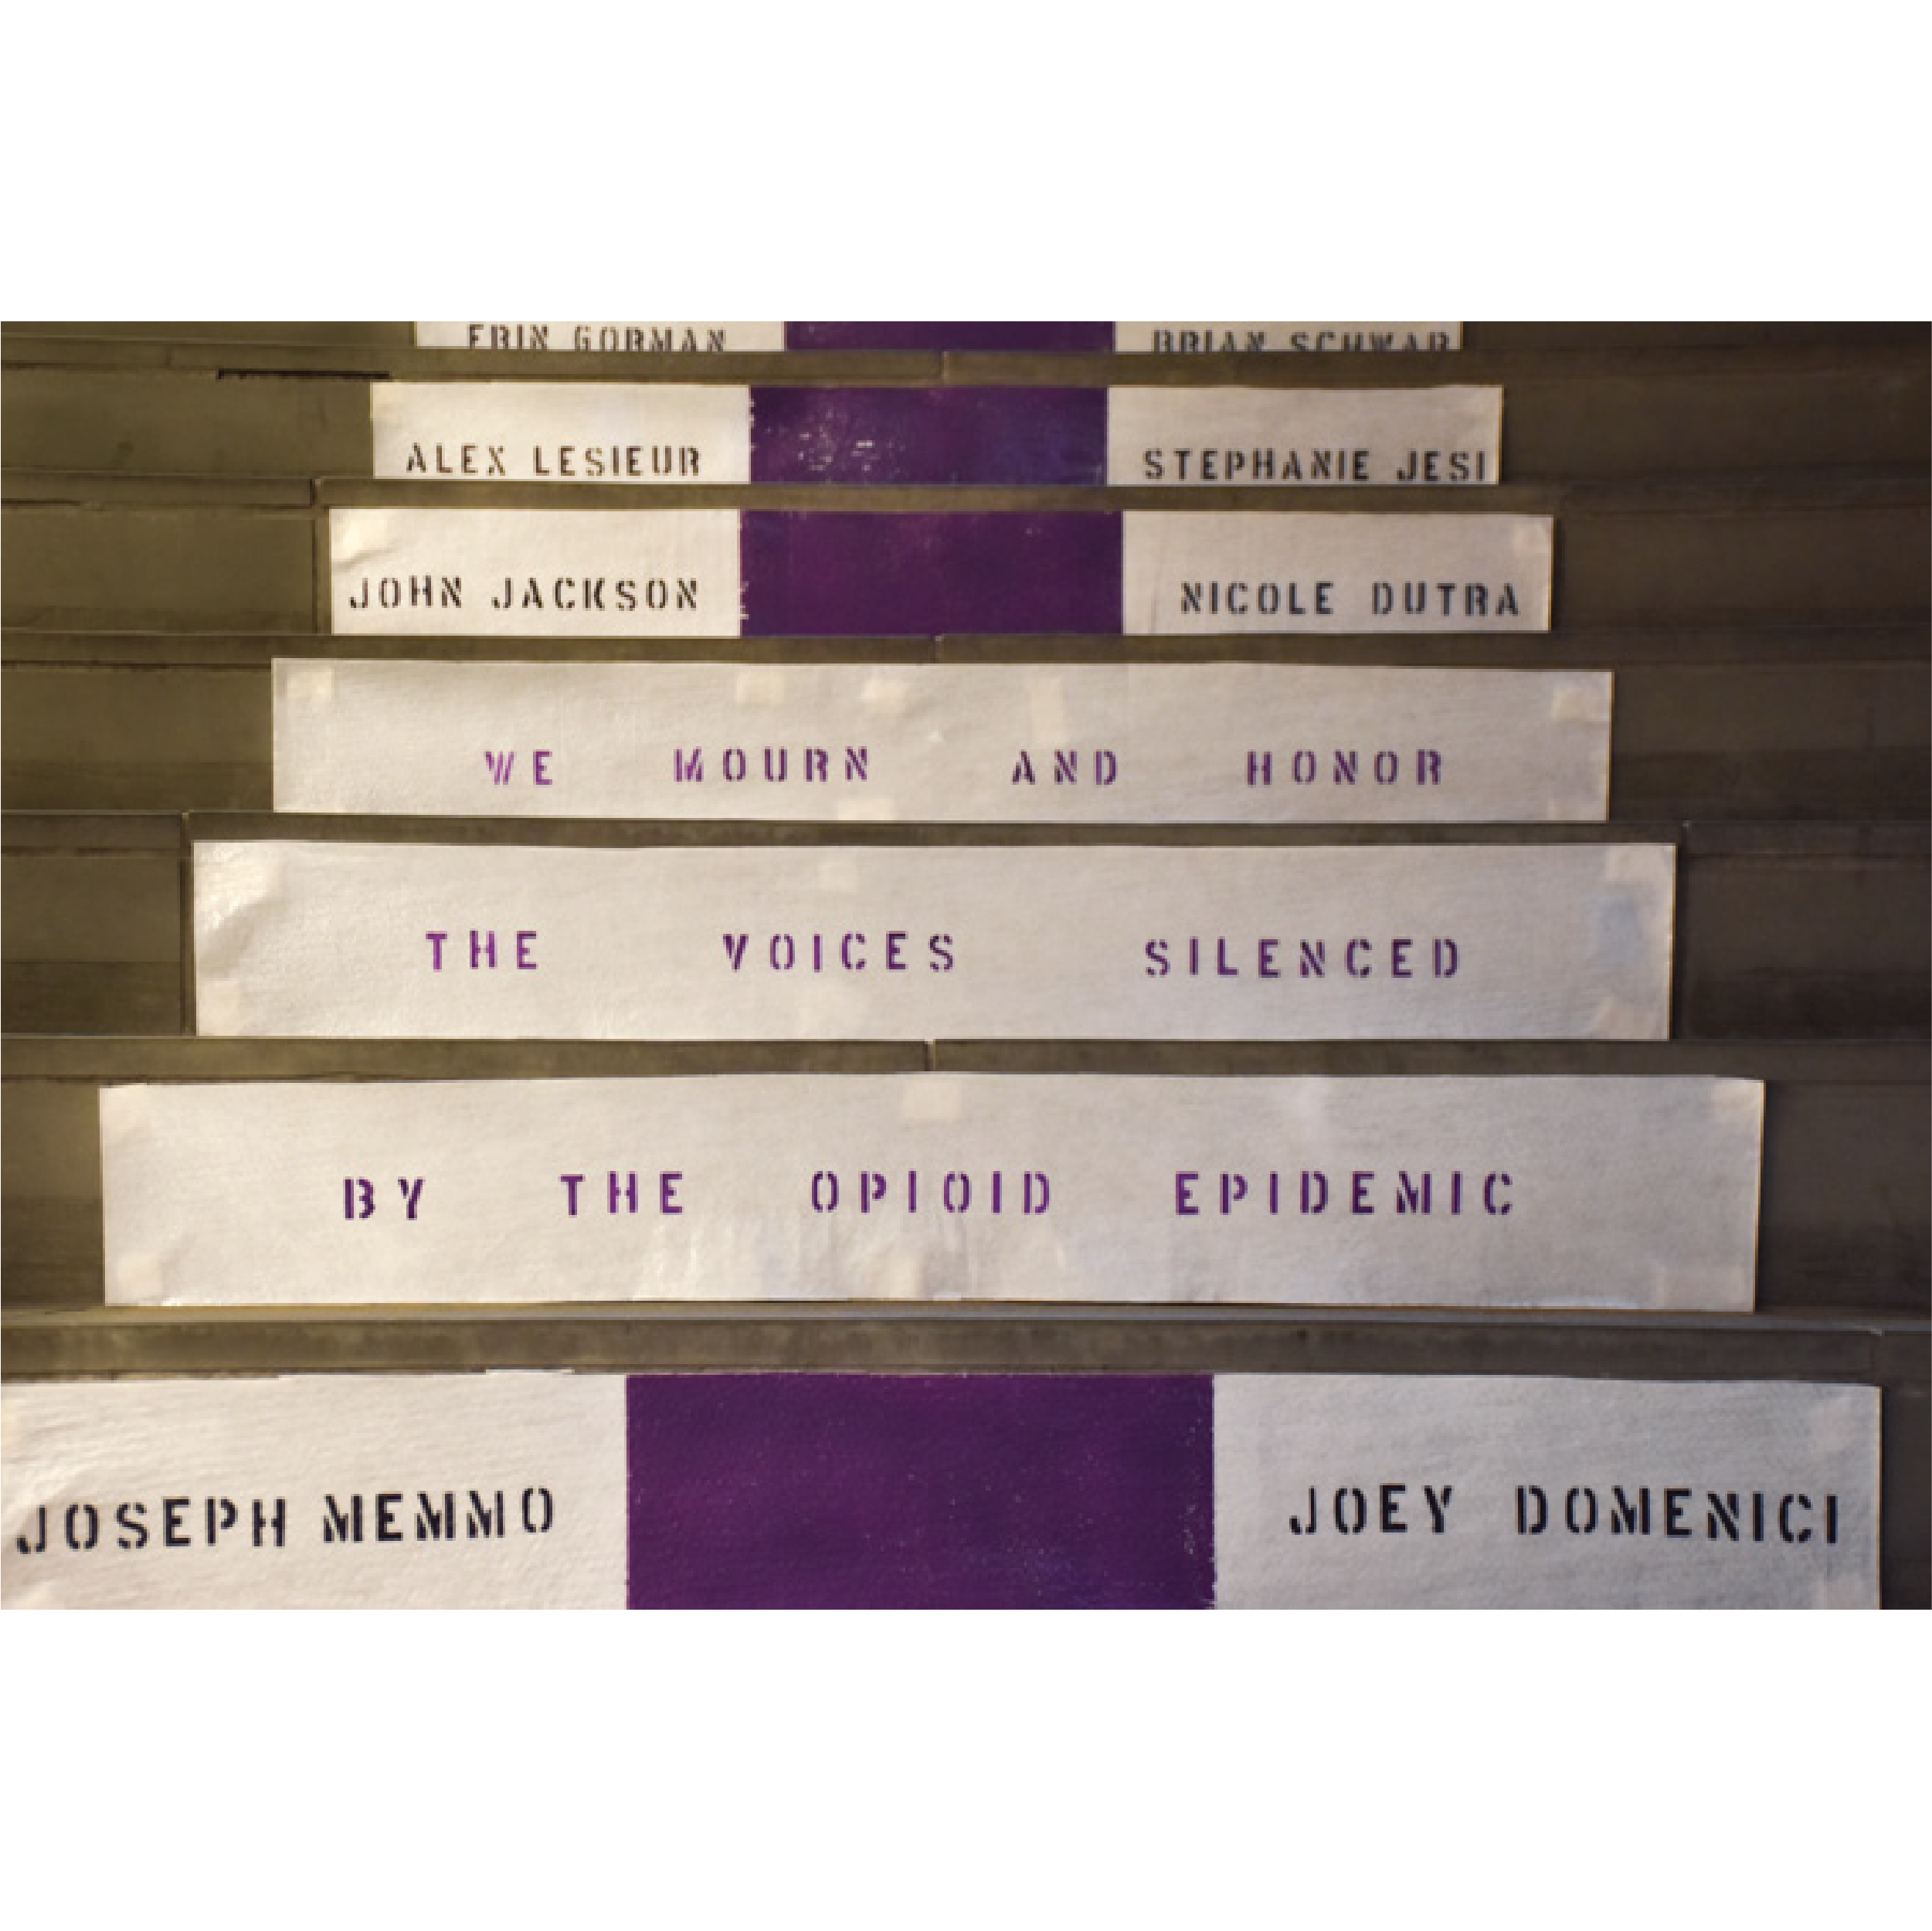 ERIN GORMAN BRIAN SCHWAR
ALEX LESIEUR STEPHANIE JESI
JOHN JACKSON NICOLE DUTRA
WE MOURN AND HONOR
THE VOICES SILENCED
BY THE OPIOID EPIDEMIC
JOSEPH MEMMO JOEY DOMENICI